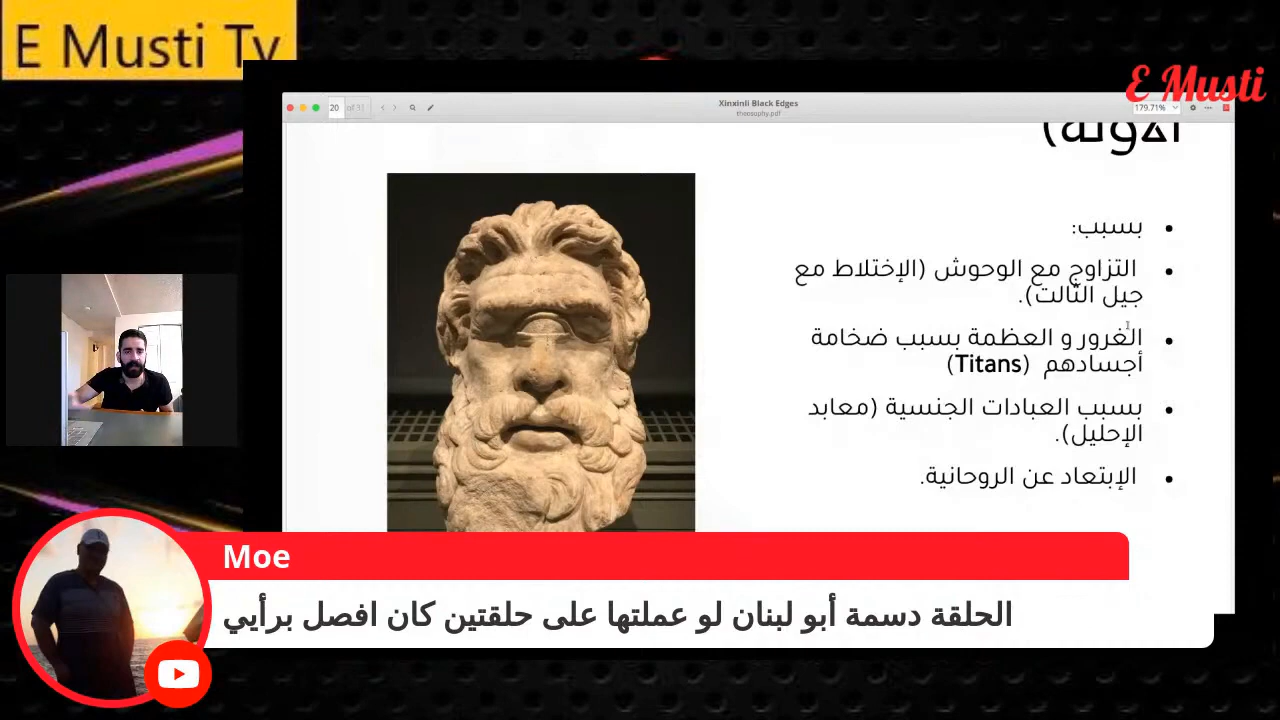 E Musti Tv
E Musti
20 of 31
Xinxinli Black Edges
theosophy.pdf
179.71%
بسبب:
التزاوج مع الوحوش (الإختلاط مع
جيل الثالث).
الغرور و العظمة بسبب ضخامة
أجسادهم (Titans)
بسبب العبادات الجنسية (معابد
الإحليل).
الإبتعاد عن الروحانية.
Moe
الحلقة دسمة أبو لبنان لو عملتها على حلقتين كان افصل برأيي